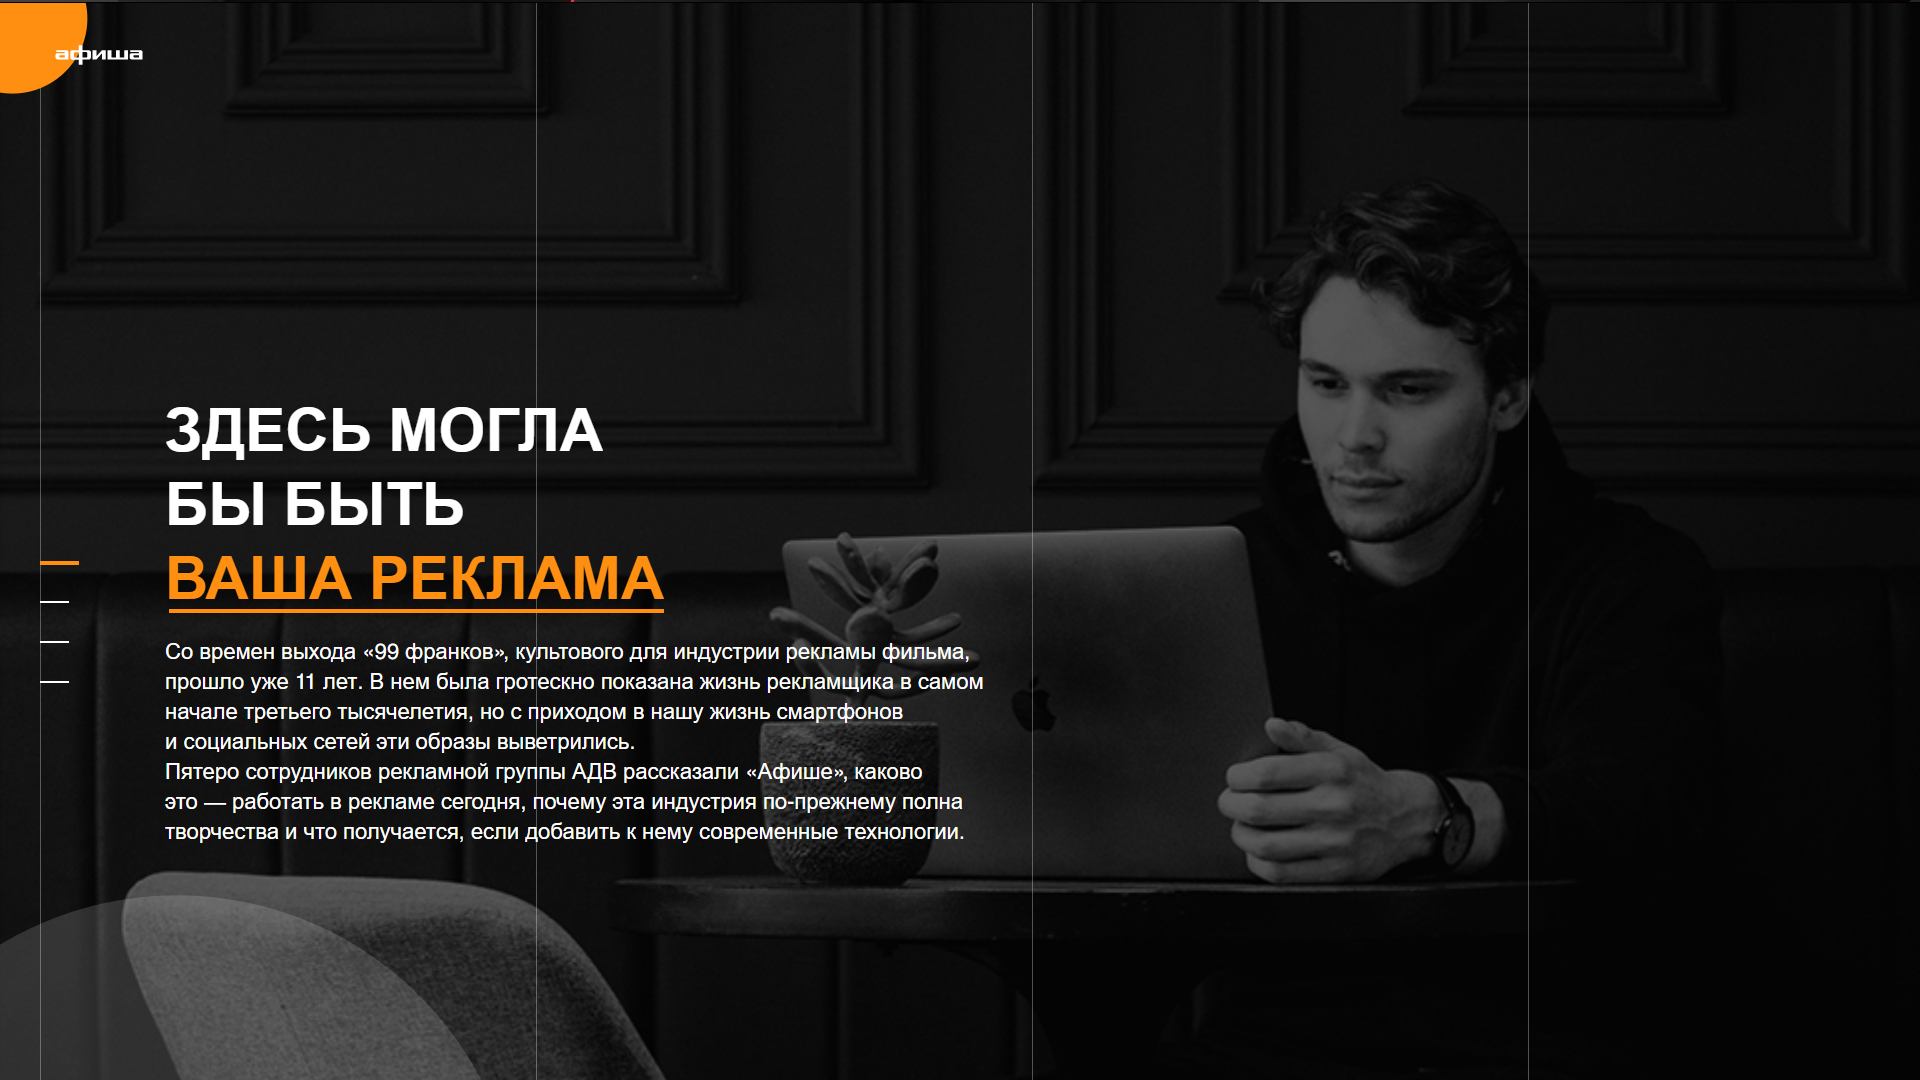 афиша
ЗДЕСЬ МОГЛА
БЫ БЫТЬ
ВАША РЕКЛАМА
Со времен выхода «99 франков», культового для индустрии рекламы фильма,
прошло уже 11 лет. В нем была гротескно показана жизнь рекламщика в самом
начале третьего тысячелетия, но с приходом в нашу жизнь смартфонов
и социальных сетей эти образы выветрились.
Пятеро сотрудников рекламной группы АДВ рассказали «Афише», каково
это — работать в рекламе сегодня, почему эта индустрия по-прежнему полна
творчества и что получается, если добавить к нему современные технологии.